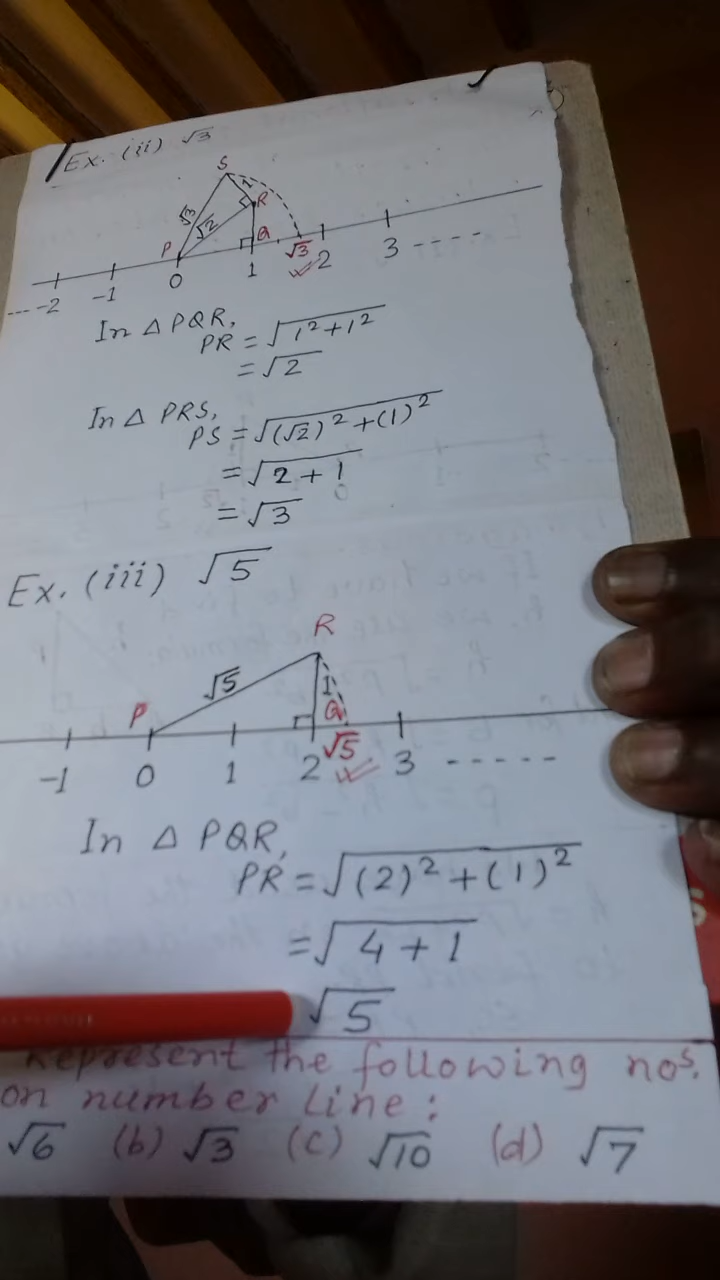 Ex. (ii) √3
S
1
√3 √2 R
P Q
---- -2 -1 0 1 √3 2 3 ----
In △ PQR,
PR = √1² + 1²
= √2
In △ PRS,
PS = √(√2)² + (1)²
= √2 + 1
= √3
Ex. (iii) √5
R
√5 1
P Q
-1 0 1 2 √5 3 -----
In △ PQR,
PR = √(2)² + (1)²
= √4 + 1
√5
Represent the following nos.
on number line:
√6 (b) √3 (c) √10 (d) √7